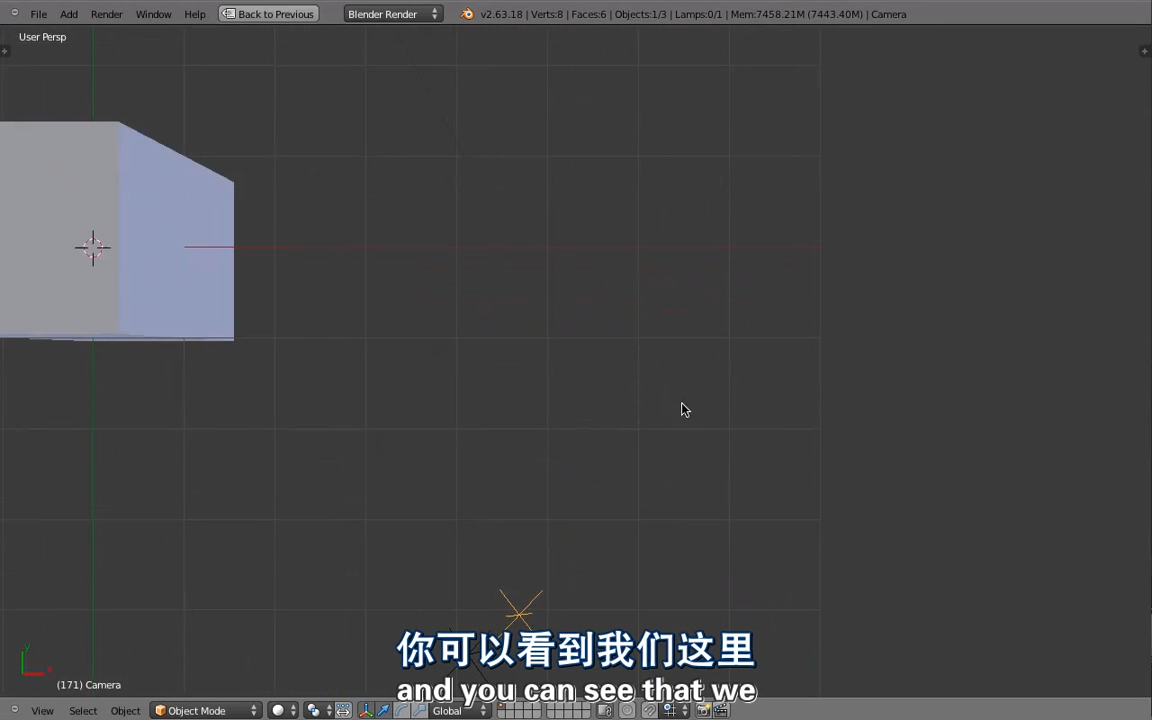 File Add Render Window Help Back to Previous Blender Render v2.63.18 | Verts:8 | Faces:6 | Objects:1/3 | Lamps:0/1 | Mem:7458.21M (7443.40M) | Camera
User Persp
你可以看到我们这里
and you can see that we
y
x
(171) Camera
View Select Object Object Mode Global